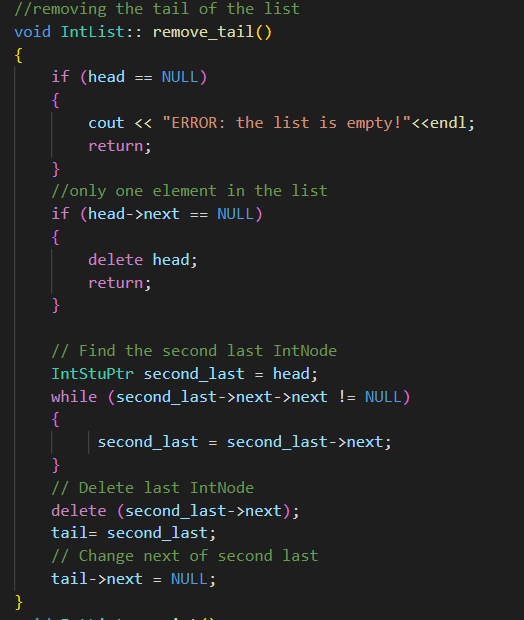 //removing the tail of the list
void IntList:: remove_tail()
{
    if (head == NULL)
    {
        cout << "ERROR: the list is empty!"<<endl;
        return;
    }
    //only one element in the list
    if (head->next == NULL)
    {
        delete head;
        return;
    }

    // Find the second last IntNode
    IntStuPtr second_last = head;
    while (second_last->next->next != NULL)
    {
         second_last = second_last->next;
    }
    // Delete last IntNode
    delete (second_last->next);
    tail= second_last;
    // Change next of second last
    tail->next = NULL;
}